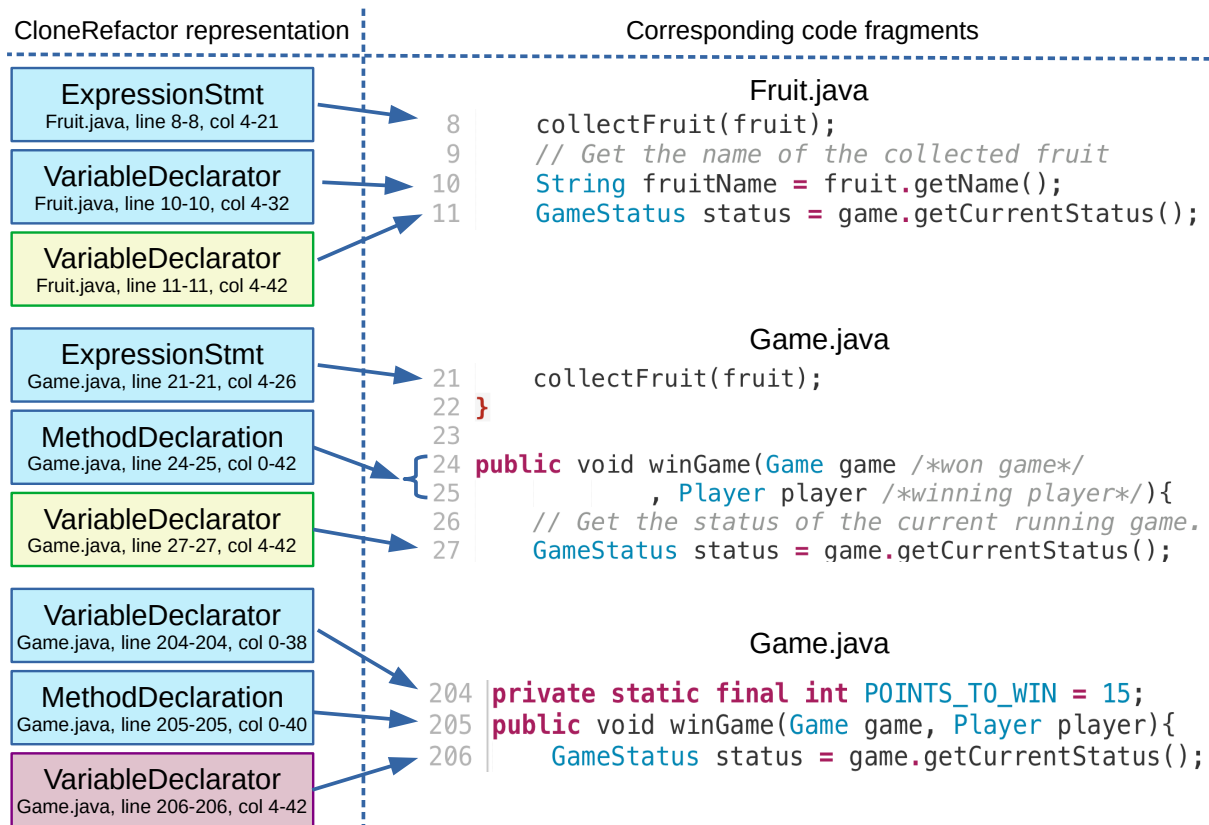 CloneRefactor representation
Corresponding code fragments
ExpressionStmt
Fruit.java, line 8-8, col 4-21
VariableDeclarator
Fruit.java, line 10-10, col 4-32
VariableDeclarator
Fruit.java, line 11-11, col 4-42
Fruit.java
8 collectFruit(fruit);
9 // Get the name of the collected fruit
10 String fruitName = fruit.getName();
11 GameStatus status = game.getCurrentStatus();
ExpressionStmt
Game.java, line 21-21, col 4-26
MethodDeclaration
Game.java, line 24-25, col 0-42
VariableDeclarator
Game.java, line 27-27, col 4-42
Game.java
21 collectFruit(fruit);
22 }
23
24 public void winGame(Game game /*won game*/
25 , Player player /*winning player*/){
26 // Get the status of the current running game.
27 GameStatus status = game.getCurrentStatus();
VariableDeclarator
Game.java, line 204-204, col 0-38
MethodDeclaration
Game.java, line 205-205, col 0-40
VariableDeclarator
Game.java, line 206-206, col 4-42
Game.java
204 private static final int POINTS_TO_WIN = 15;
205 public void winGame(Game game, Player player){
206 GameStatus status = game.getCurrentStatus();